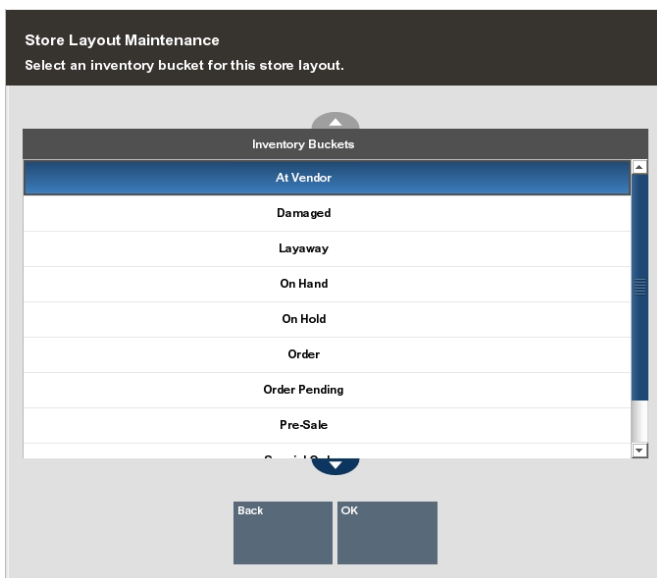 Store Layout Maintenance
Select an inventory bucket for this store layout.
Inventory Buckets
At Vendor
Damaged
Layaway
On Hand
On Hold
Order
Order Pending
Pre-Sale
Back
OK